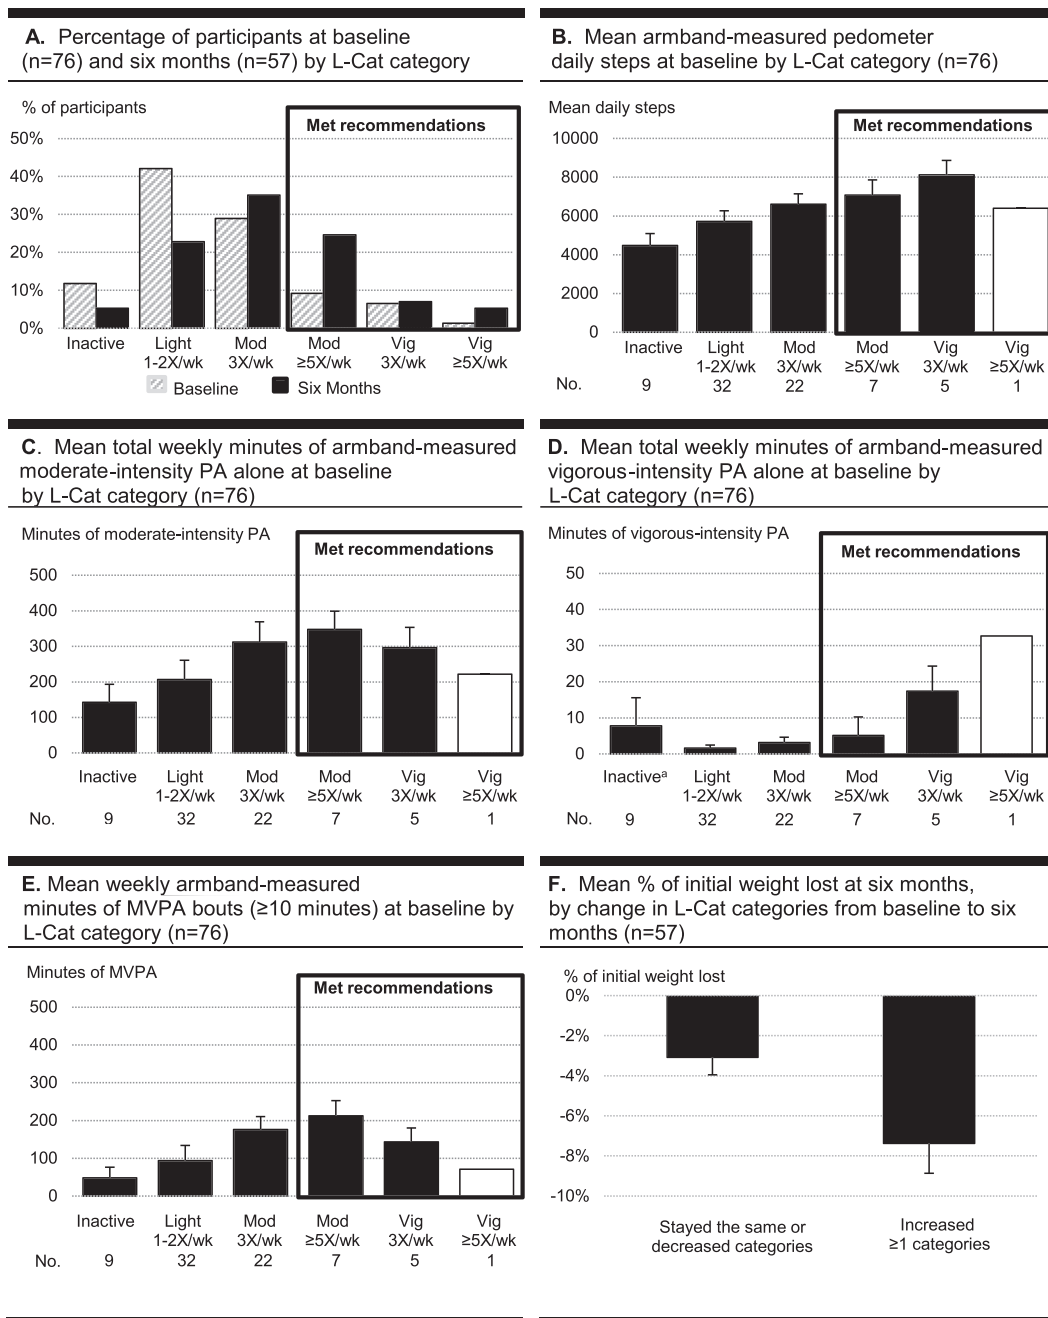 A. Percentage of participants at baseline
(n=76) and six months (n=57) by L-Cat category
% of participants
Met recommendations
50%
40%
30%
20%
10%
0%
Inactive Light Mod Mod Vig Vig
1-2X/wk 3X/wk ≥5X/wk 3X/wk ≥5X/wk
Baseline Six Months
B. Mean armband-measured pedometer
daily steps at baseline by L-Cat category (n=76)
Mean daily steps
Met recommendations
10000
8000
6000
4000
2000
0
Inactive Light Mod Mod Vig Vig
1-2X/wk 3X/wk ≥5X/wk 3X/wk ≥5X/wk
No. 9 32 22 7 5 1
C. Mean total weekly minutes of armband-measured
moderate-intensity PA alone at baseline
by L-Cat category (n=76)
Minutes of moderate-intensity PA
Met recommendations
500
400
300
200
100
0
Inactive Light Mod Mod Vig Vig
1-2X/wk 3X/wk ≥5X/wk 3X/wk ≥5X/wk
No. 9 32 22 7 5 1
D. Mean total weekly minutes of armband-measured
vigorous-intensity PA alone at baseline by
L-Cat category (n=76)
Minutes of vigorous-intensity PA
Met recommendations
50
40
30
20
10
0
Inactiveᵃ Light Mod Mod Vig Vig
1-2X/wk 3X/wk ≥5X/wk 3X/wk ≥5X/wk
No. 9 32 22 7 5 1
E. Mean weekly armband-measured
minutes of MVPA bouts (≥10 minutes) at baseline by
L-Cat category (n=76)
Minutes of MVPA
Met recommendations
500
400
300
200
100
0
Inactive Light Mod Mod Vig Vig
1-2X/wk 3X/wk ≥5X/wk 3X/wk ≥5X/wk
No. 9 32 22 7 5 1
F. Mean % of initial weight lost at six months,
by change in L-Cat categories from baseline to six
months (n=57)
% of initial weight lost
0%
-2%
-4%
-6%
-8%
-10%
Stayed the same or
decreased categories
Increased
≥1 categories